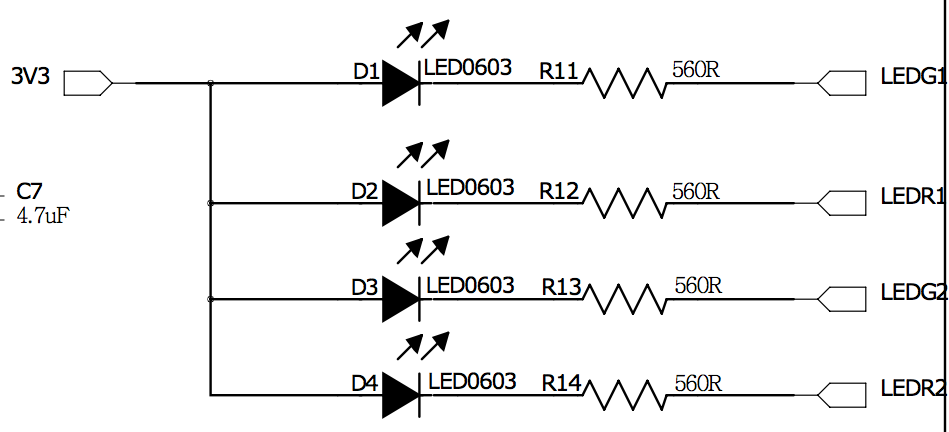 3V3
D1 LED0603 R11 560R LEDG1
C7
4.7uF
D2 LED0603 R12 560R LEDR1
D3 LED0603 R13 560R LEDG2
D4 LED0603 R14 560R LEDR2